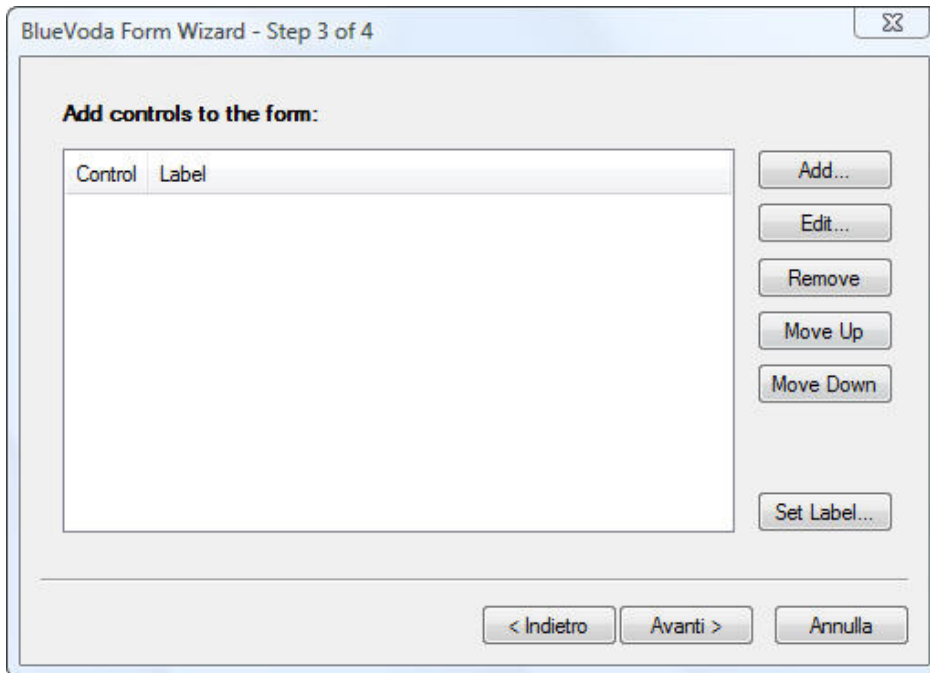 BlueVoda Form Wizard - Step 3 of 4
Add controls to the form:
Control Label
Add...
Edit...
Remove
Move Up
Move Down
Set Label...
< Indietro Avanti > Annulla